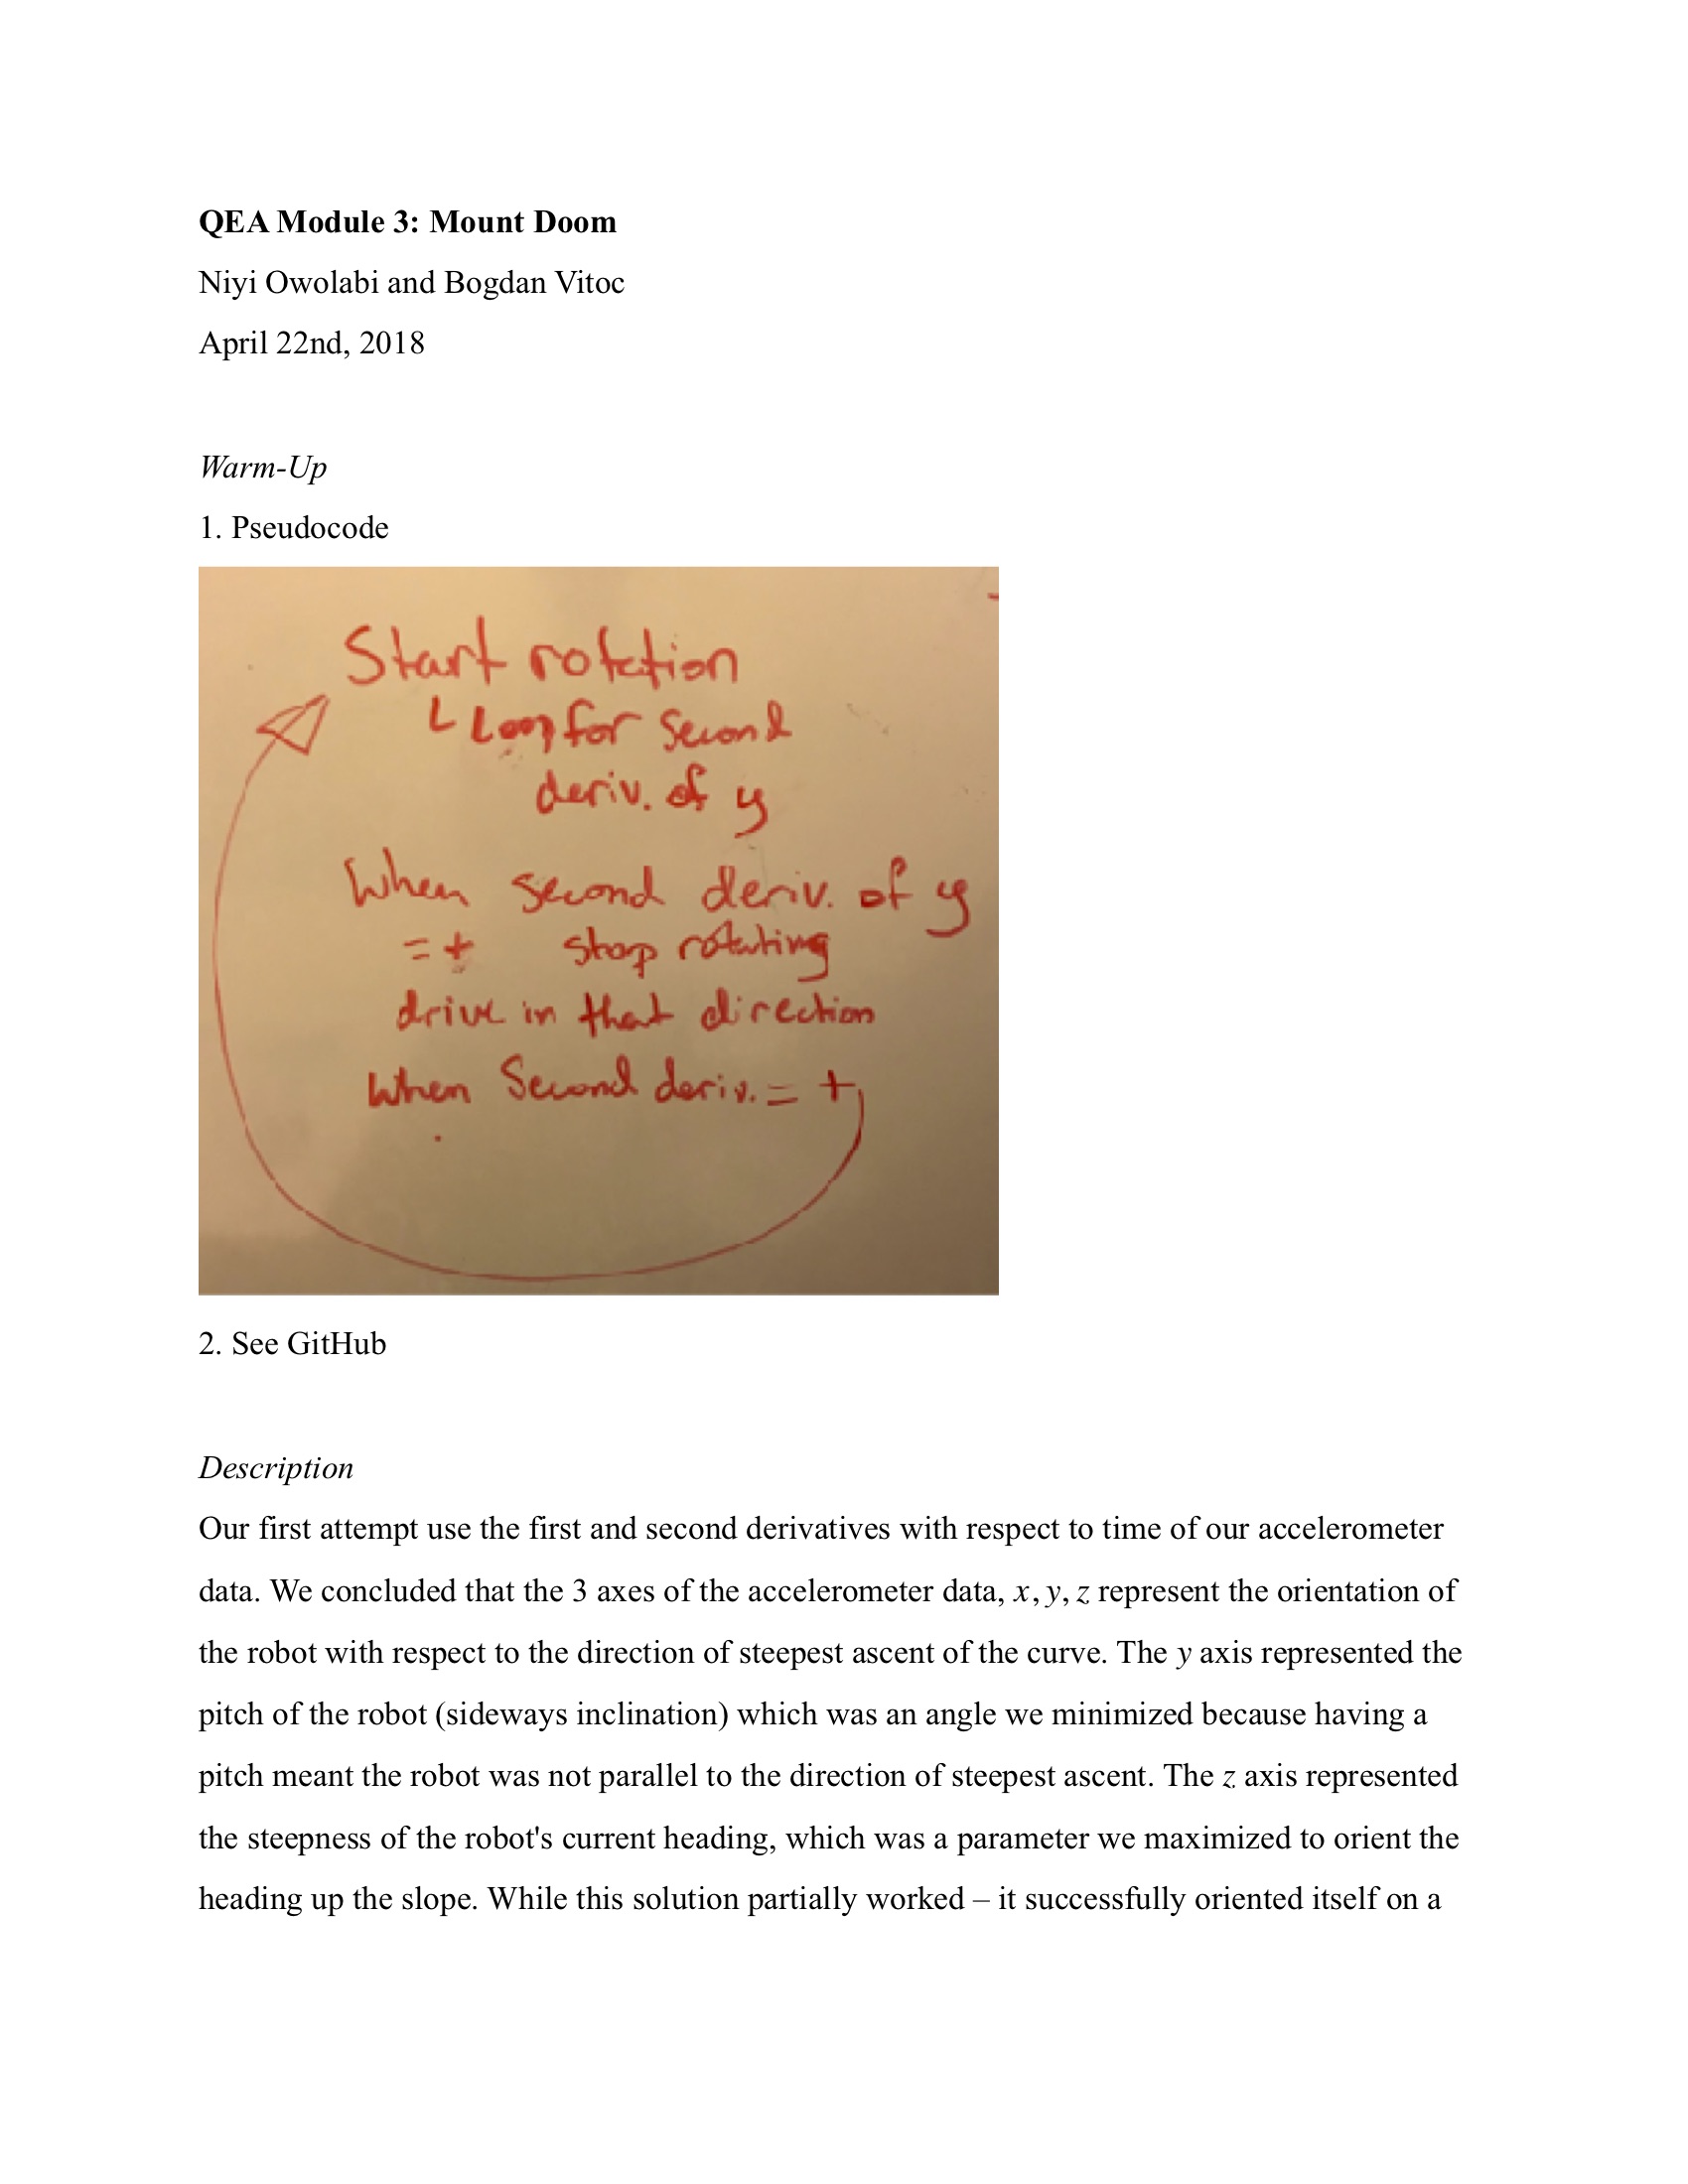 QEA Module 3: Mount Doom
Niyi Owolabi and Bogdan Vitoc
April 22nd, 2018
Warm-Up
1. Pseudocode
Start rotation
Loop for second
deriv. of y
When second deriv. of y
= + stop rotating
drive in that direction
When Second deriv. = +
2. See GitHub
Description
Our first attempt use the first and second derivatives with respect to time of our accelerometer
data. We concluded that the 3 axes of the accelerometer data, x, y, z represent the orientation of
the robot with respect to the direction of steepest ascent of the curve. The y axis represented the
pitch of the robot (sideways inclination) which was an angle we minimized because having a
pitch meant the robot was not parallel to the direction of steepest ascent. The z axis represented
the steepness of the robot's current heading, which was a parameter we maximized to orient the
heading up the slope. While this solution partially worked – it successfully oriented itself on a